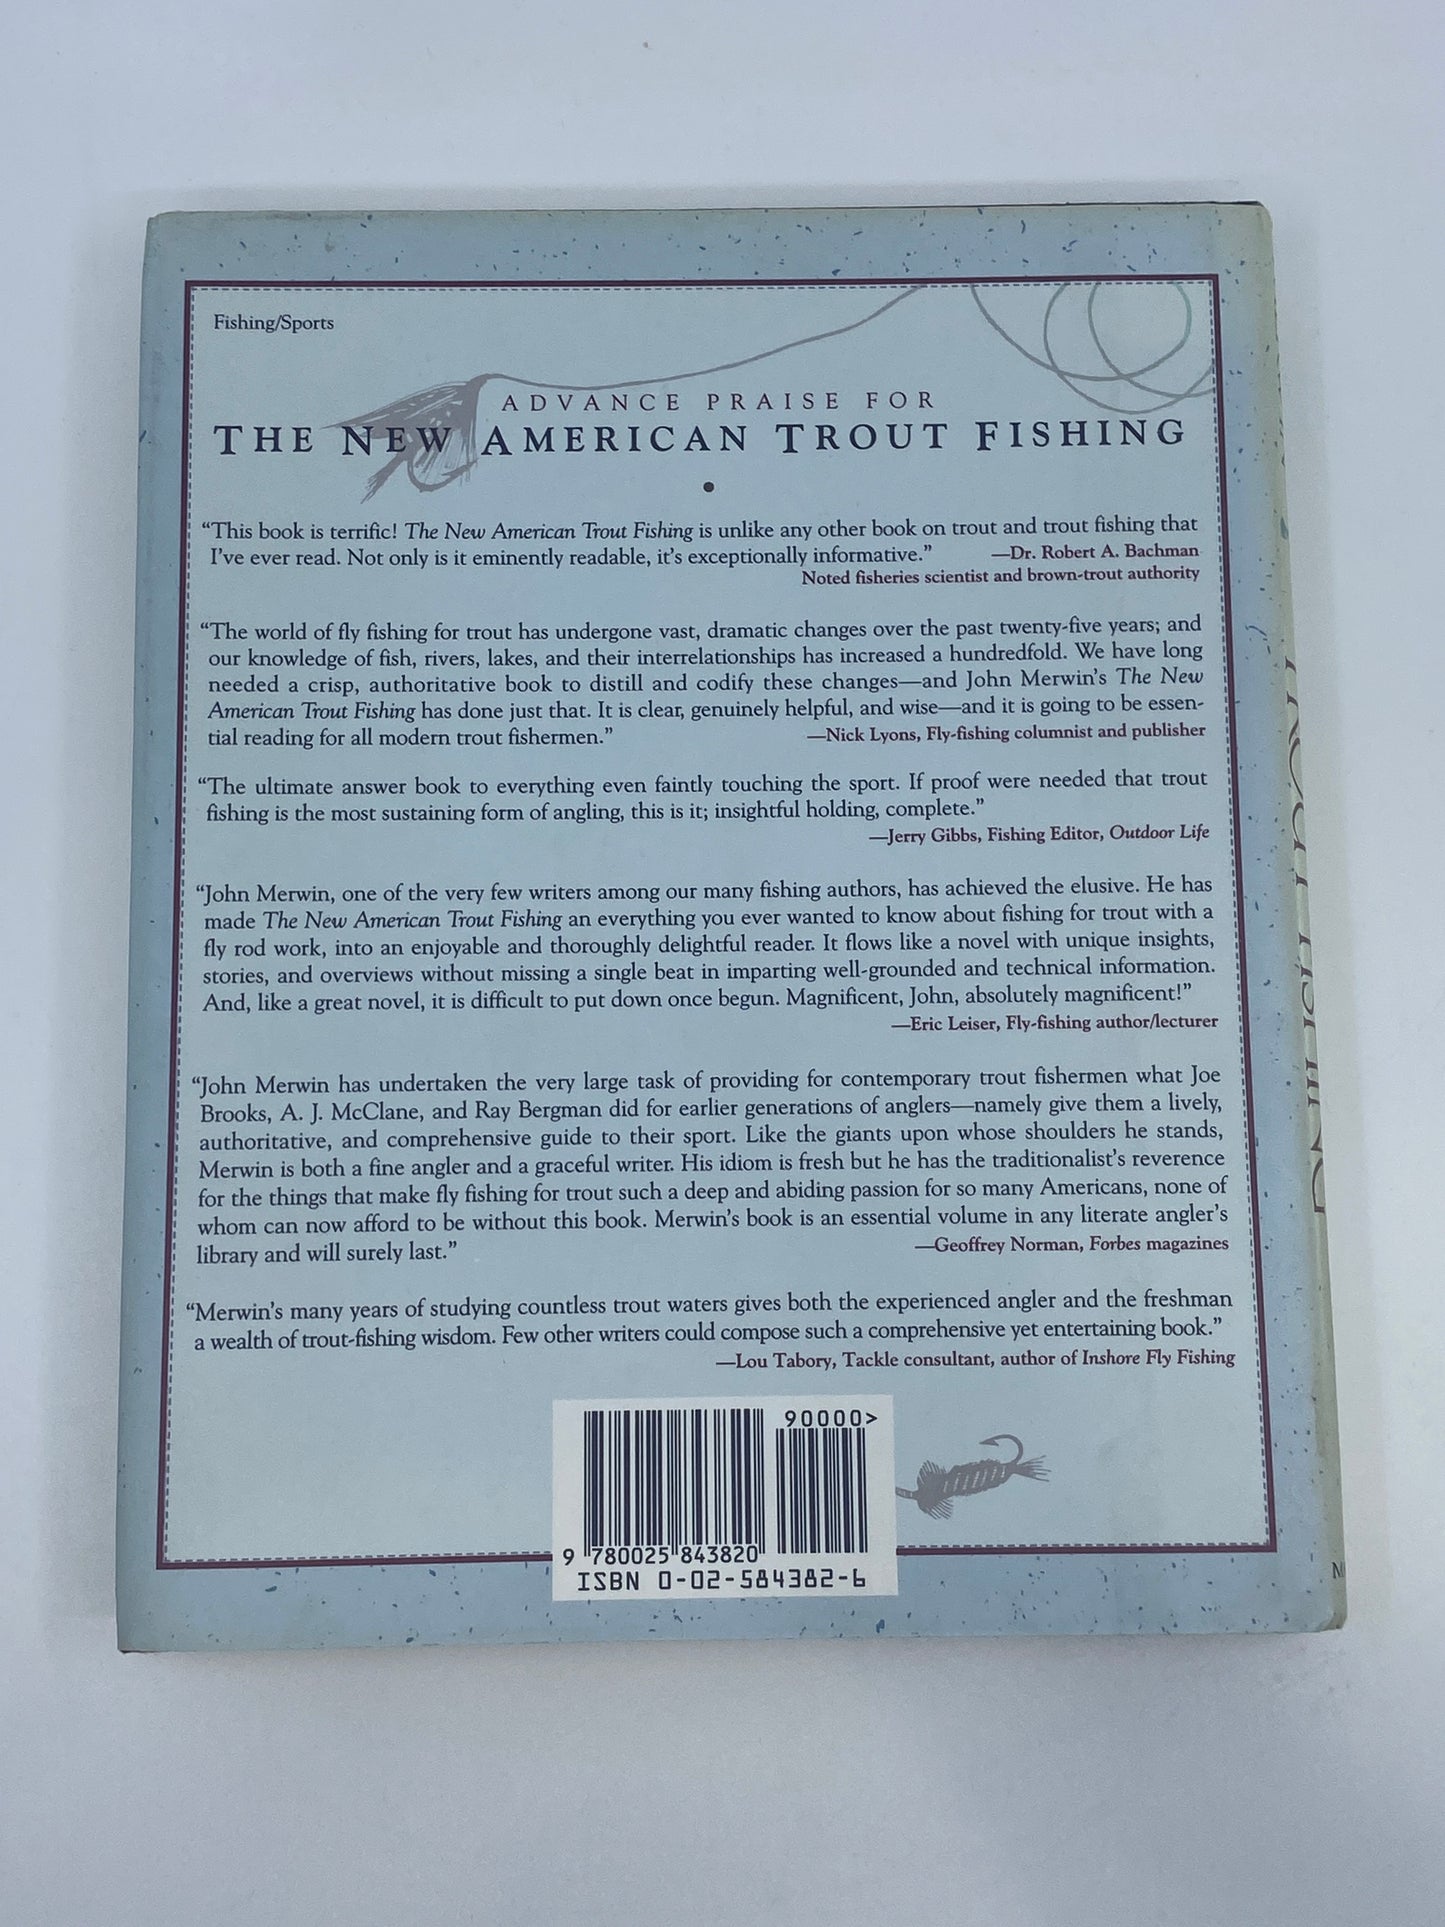 Fishing/Sports
ADVANCE PRAISE FOR
THE NEW AMERICAN TROUT FISHING
“This book is terrific! The New American Trout Fishing is unlike any other book on trout and trout fishing that
I’ve ever read. Not only is it eminently readable, it’s exceptionally informative.” —Dr. Robert A. Bachman
Noted fisheries scientist and brown-trout authority
“The world of fly fishing for trout has undergone vast, dramatic changes over the past twenty-five years; and
our knowledge of fish, rivers, lakes, and their interrelationships has increased a hundredfold. We have long
needed a crisp, authoritative book to distill and codify these changes—and John Merwin’s The New
American Trout Fishing has done just that. It is clear, genuinely helpful, and wise—and it is going to be essen-
tial reading for all modern trout fishermen.” —Nick Lyons, Fly-fishing columnist and publisher
“The ultimate answer book to everything even faintly touching the sport. If proof were needed that trout
fishing is the most sustaining form of angling, this is it; insightful holding, complete.”
—Jerry Gibbs, Fishing Editor, Outdoor Life
“John Merwin, one of the very few writers among our many fishing authors, has achieved the elusive. He has
made The New American Trout Fishing an everything you ever wanted to know about fishing for trout with a
fly rod work, into an enjoyable and thoroughly delightful reader. It flows like a novel with unique insights,
stories, and overviews without missing a single beat in imparting well-grounded and technical information.
And, like a great novel, it is difficult to put down once begun. Magnificent, John, absolutely magnificent!”
—Eric Leiser, Fly-fishing author/lecturer
“John Merwin has undertaken the very large task of providing for contemporary trout fishermen what Joe
Brooks, A. J. McClane, and Ray Bergman did for earlier generations of anglers—namely give them a lively,
authoritative, and comprehensive guide to their sport. Like the giants upon whose shoulders he stands,
Merwin is both a fine angler and a graceful writer. His idiom is fresh but he has the traditionalist’s reverence
for the things that make fly fishing for trout such a deep and abiding passion for so many Americans, none of
whom can now afford to be without this book. Merwin’s book is an essential volume in any literate angler’s
library and will surely last.” —Geoffrey Norman, Forbes magazines
“Merwin’s many years of studying countless trout waters gives both the experienced angler and the freshman
a wealth of trout-fishing wisdom. Few other writers could compose such a comprehensive yet entertaining book.”
—Lou Tabory, Tackle consultant, author of Inshore Fly Fishing
90000>
9 780025 843820
ISBN 0-02-584382-6